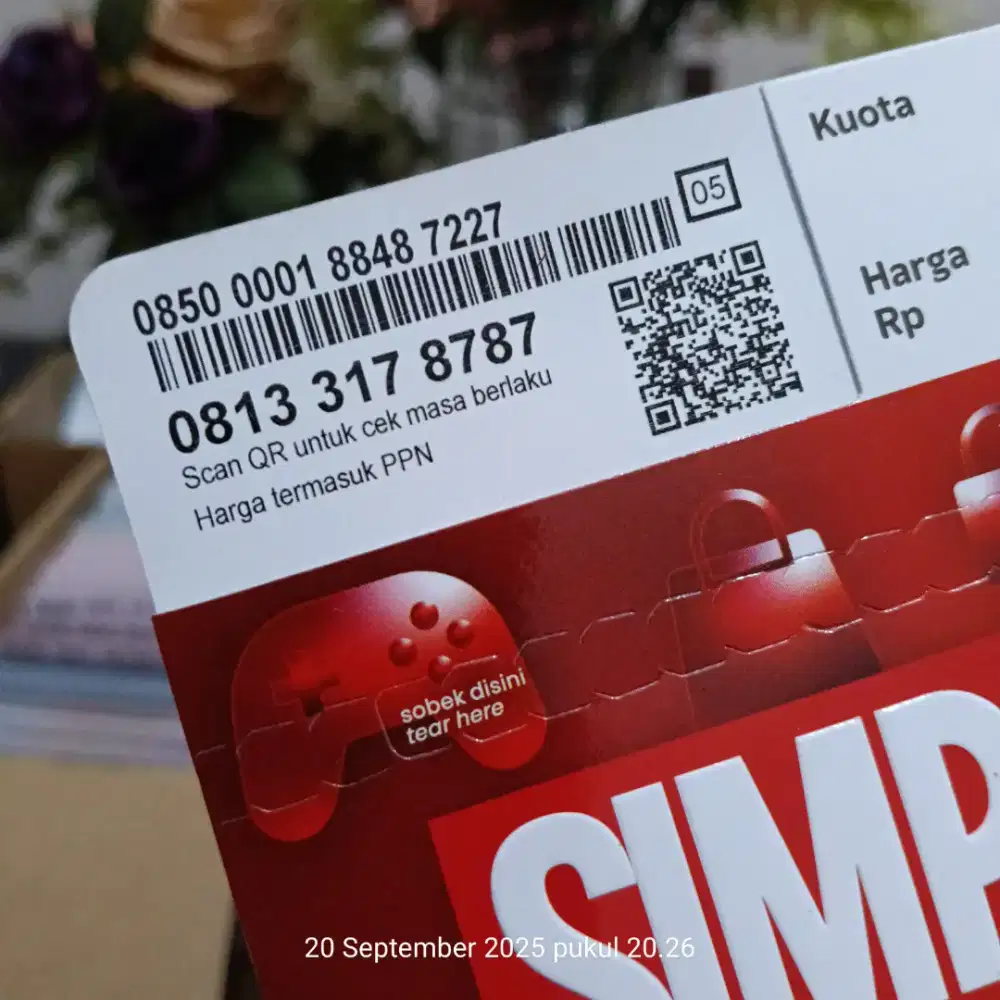 0850 0001 8848 7227
05
0813 317 8787
Scan QR untuk cek masa berlaku
Harga termasuk PPN
Kuota
Harga
Rp
sobek disini
tear here
SIMP
20 September 2025 pukul 20.26